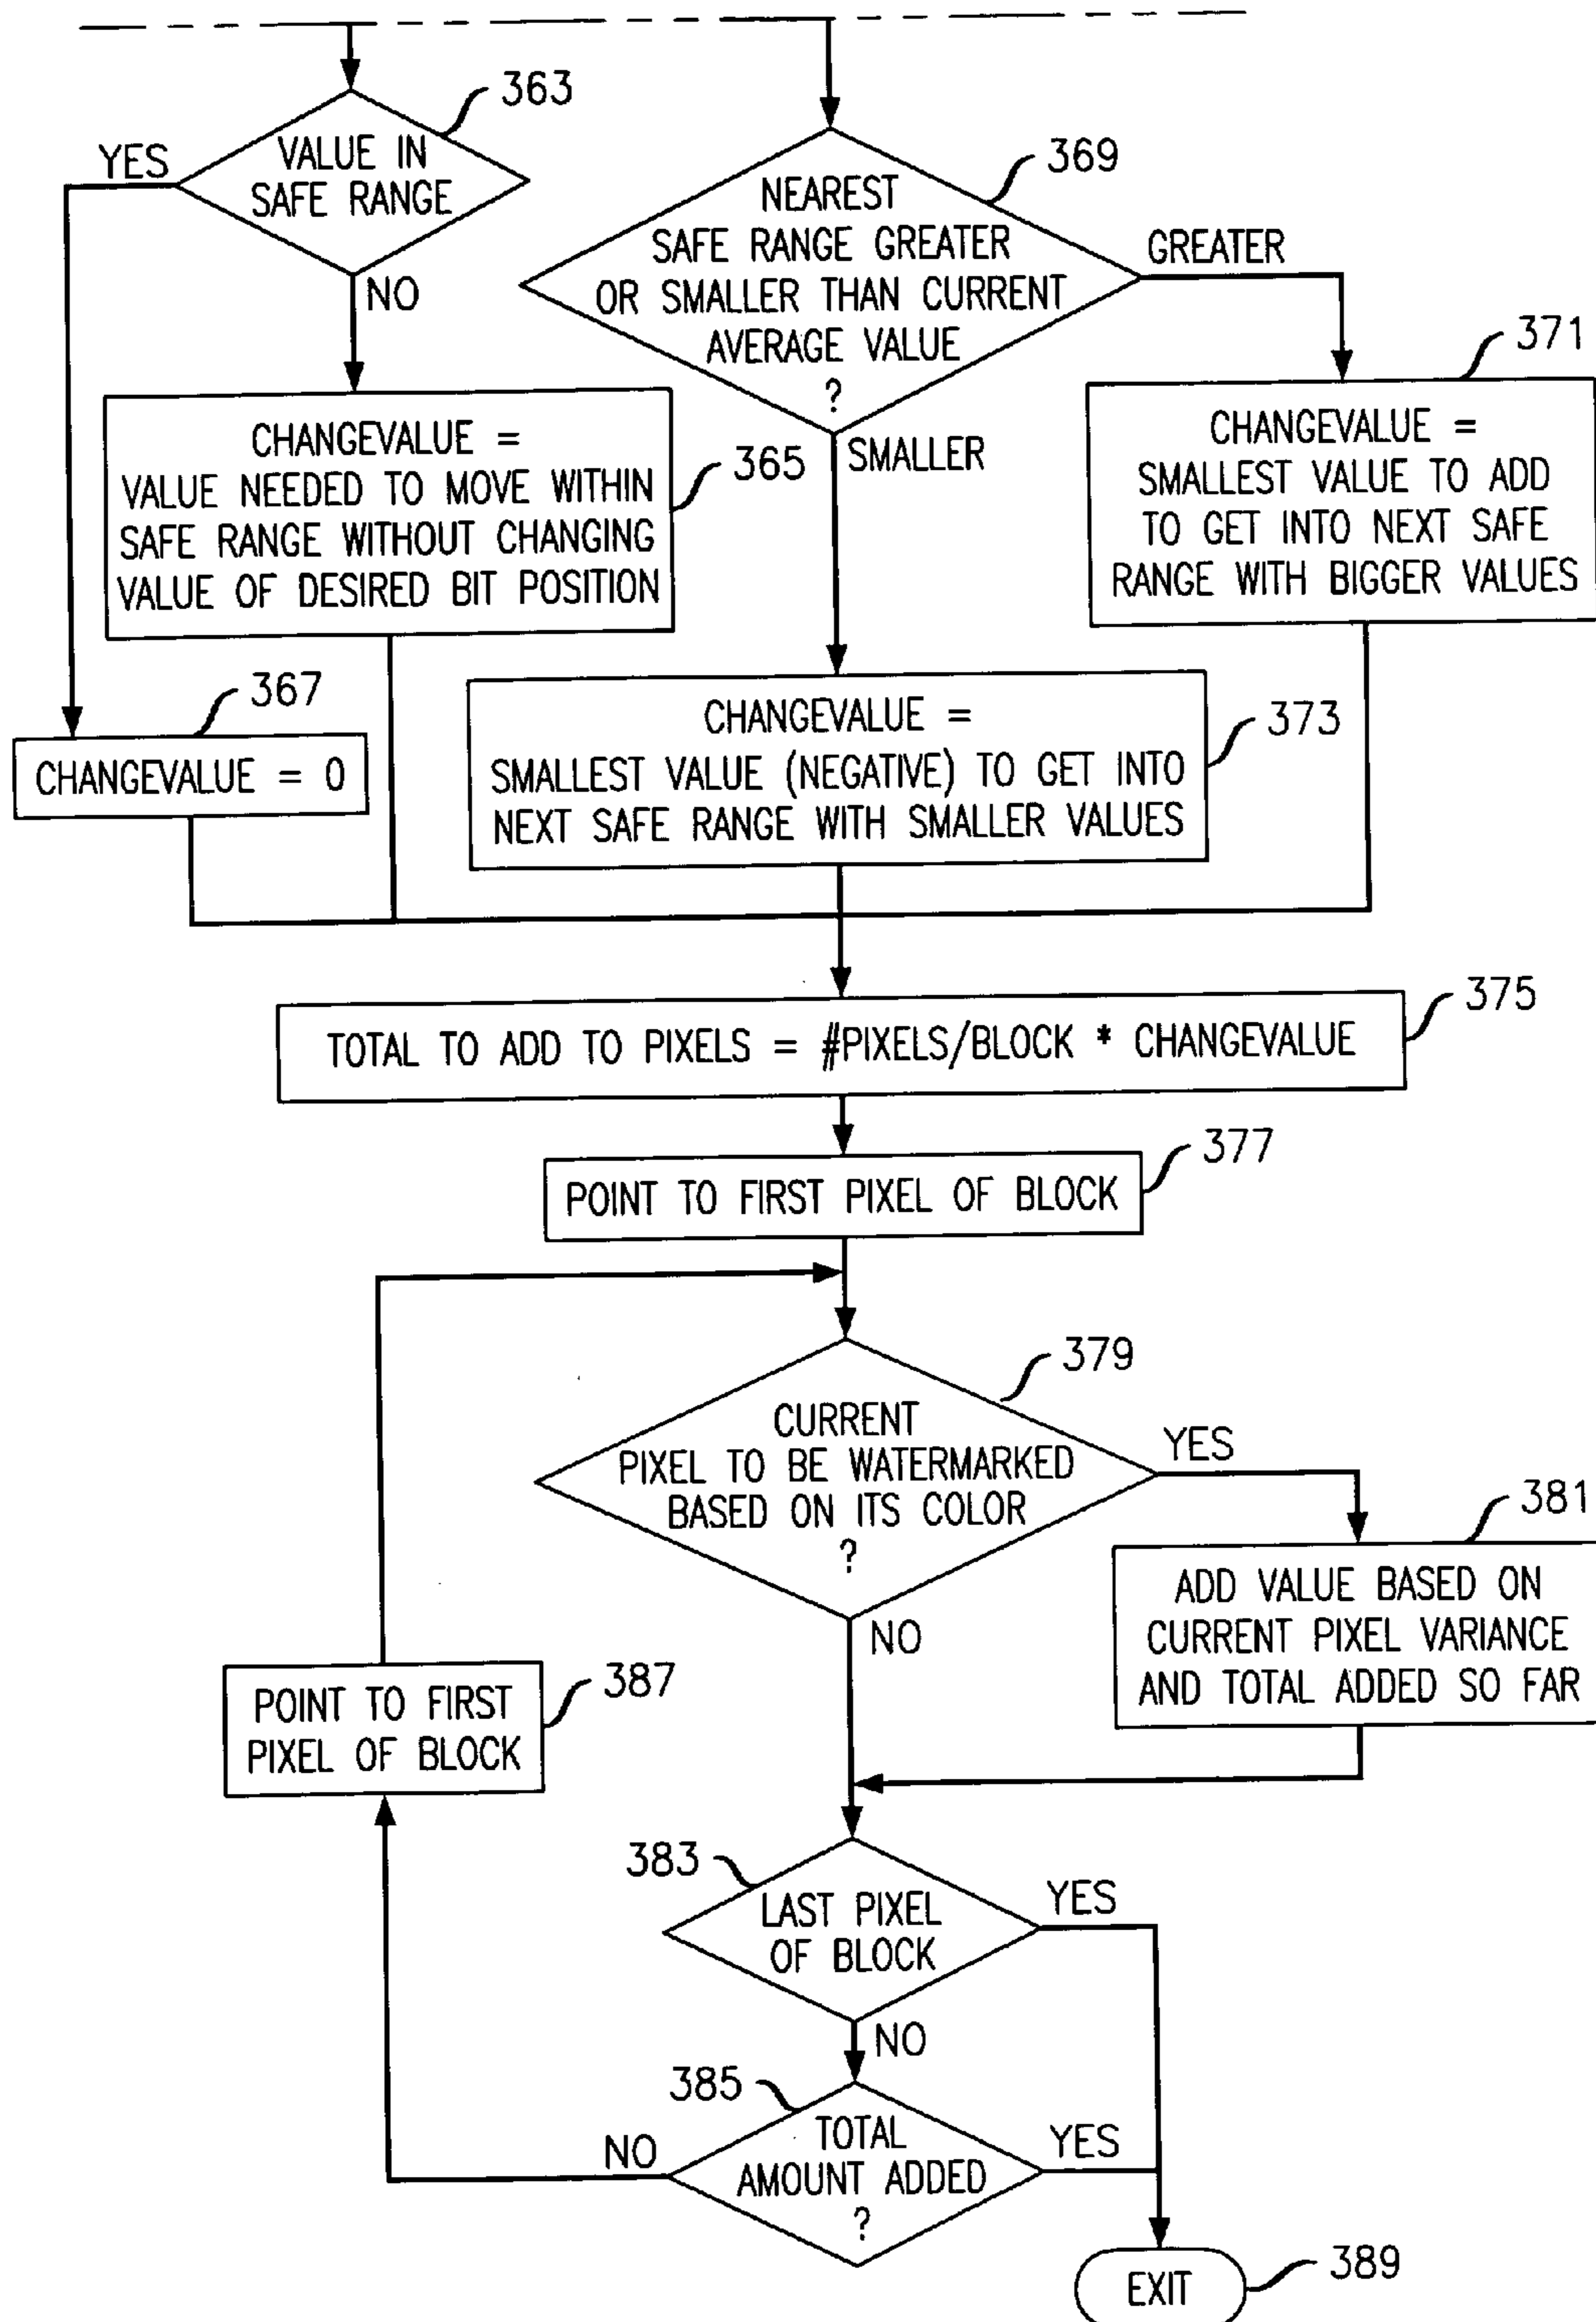 363
YES
VALUE IN
SAFE RANGE
NO
369
NEAREST
SAFE RANGE GREATER
OR SMALLER THAN CURRENT
AVERAGE VALUE
?
GREATER
SMALLER
371
CHANGEVALUE =
SMALLEST VALUE TO ADD
TO GET INTO NEXT SAFE
RANGE WITH BIGGER VALUES
CHANGEVALUE =
VALUE NEEDED TO MOVE WITHIN
SAFE RANGE WITHOUT CHANGING
VALUE OF DESIRED BIT POSITION
365
367
CHANGEVALUE = 0
CHANGEVALUE =
SMALLEST VALUE (NEGATIVE) TO GET INTO
NEXT SAFE RANGE WITH SMALLER VALUES
373
TOTAL TO ADD TO PIXELS = #PIXELS/BLOCK * CHANGEVALUE
375
POINT TO FIRST PIXEL OF BLOCK
377
379
CURRENT
PIXEL TO BE WATERMARKED
BASED ON ITS COLOR
?
YES
NO
381
ADD VALUE BASED ON
CURRENT PIXEL VARIANCE
AND TOTAL ADDED SO FAR
POINT TO FIRST
PIXEL OF BLOCK
387
383
LAST PIXEL
OF BLOCK
YES
NO
385
TOTAL
AMOUNT ADDED
?
NO
YES
EXIT
389